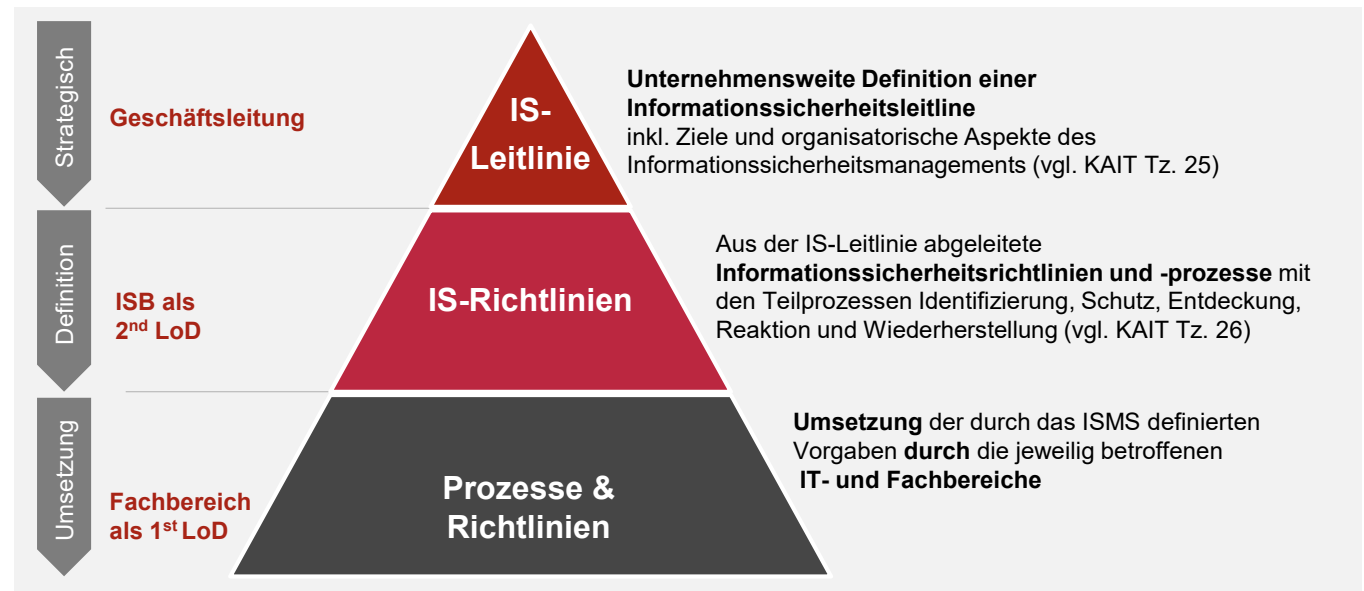 Strategisch
Geschäftsleitung
IS-
Leitlinie
Unternehmensweite Definition einer
Informationssicherheitsleitline
inkl. Ziele und organisatorische Aspekte des
Informationssicherheitsmanagements (vgl. KAIT Tz. 25)
Definition
ISB als
2nd LoD
IS-Richtlinien
Aus der IS-Leitlinie abgeleitete
Informationssicherheitsrichtlinien und -prozesse mit
den Teilprozessen Identifizierung, Schutz, Entdeckung,
Reaktion und Wiederherstellung (vgl. KAIT Tz. 26)
Umsetzung
Fachbereich
als 1st LoD
Prozesse &
Richtlinien
Umsetzung der durch das ISMS definierten
Vorgaben durch die jeweilig betroffenen
IT- und Fachbereiche